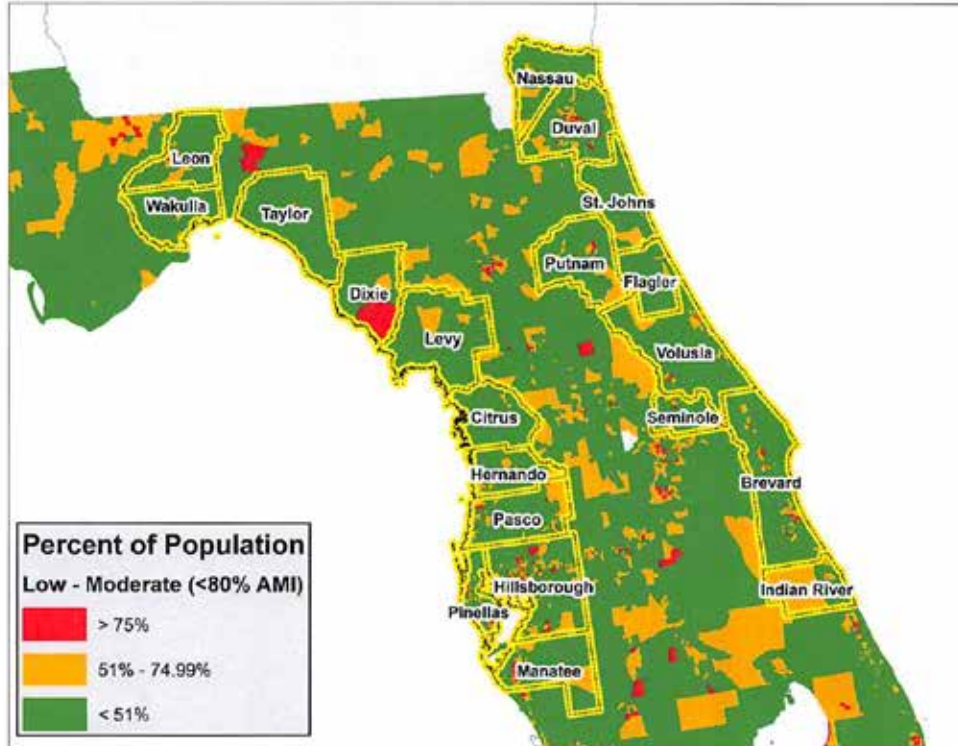 Nassau
Duval
Leon
St. Johns
Wakulla
Taylor
Putnam
Flagler
Dixie
Levy
Volusia
Citrus
Seminole
Hernando
Brevard
Pasco
Hillsborough
Indian River
Pinellas
Manatee
Percent of Population
Low - Moderate (<80% AMI)
> 75%
51% - 74.99%
< 51%